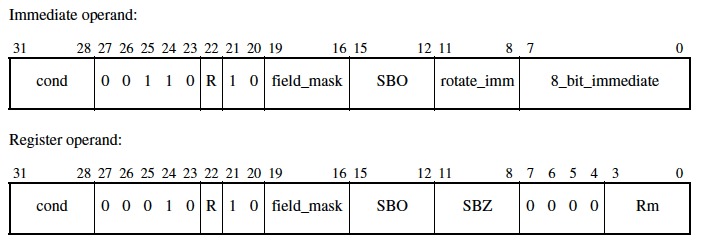 Immediate operand:
31 28 27 26 25 24 23 22 21 20 19 16 15 12 11 8 7 0
cond 0 0 1 1 0 R 1 0 field_mask SBO rotate_imm 8_bit_immediate
Register operand:
31 28 27 26 25 24 23 22 21 20 19 16 15 12 11 8 7 6 5 4 3 0
cond 0 0 0 1 0 R 1 0 field_mask SBO SBZ 0 0 0 0 Rm